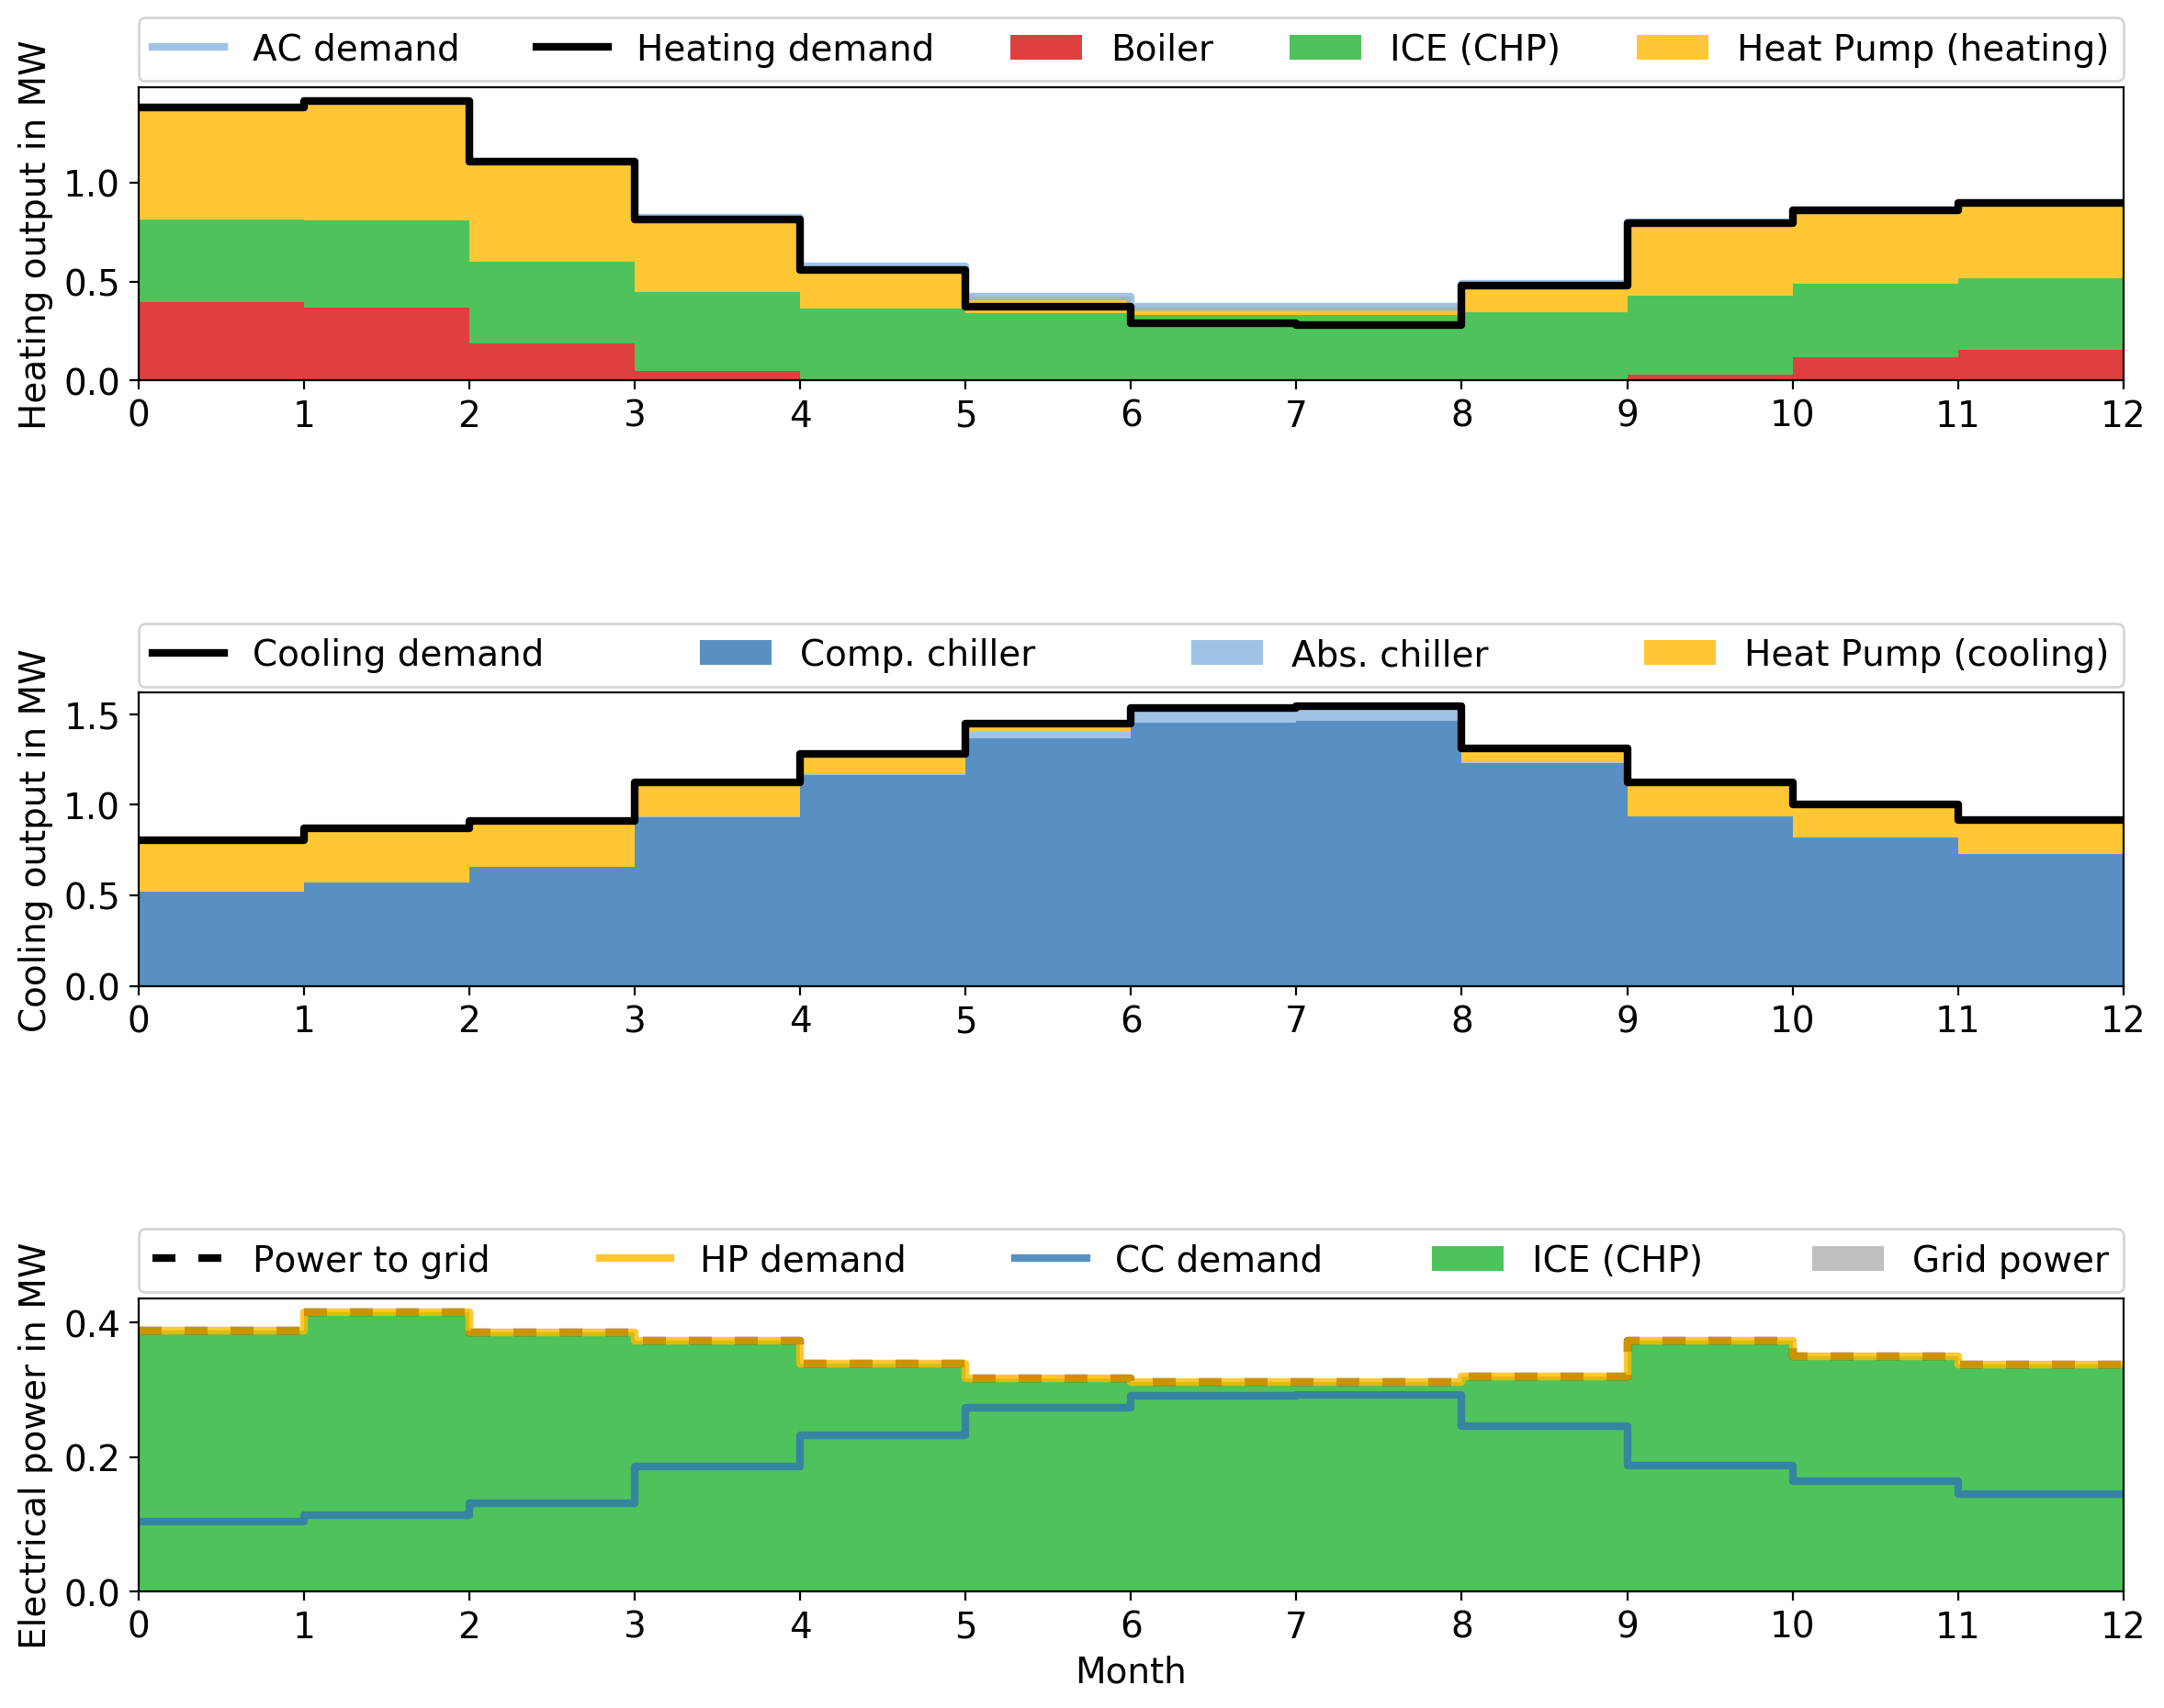 AC demand Heating demand Boiler ICE (CHP) Heat Pump (heating)
Heating output in MW
1.0
0.5
0.0
0 1 2 3 4 5 6 7 8 9 10 11 12
Cooling demand Comp. chiller Abs. chiller Heat Pump (cooling)
Cooling output in MW
1.5
1.0
0.5
0.0
0 1 2 3 4 5 6 7 8 9 10 11 12
Power to grid HP demand CC demand ICE (CHP) Grid power
Electrical power in MW
0.4
0.2
0.0
0 1 2 3 4 5 6 7 8 9 10 11 12
Month